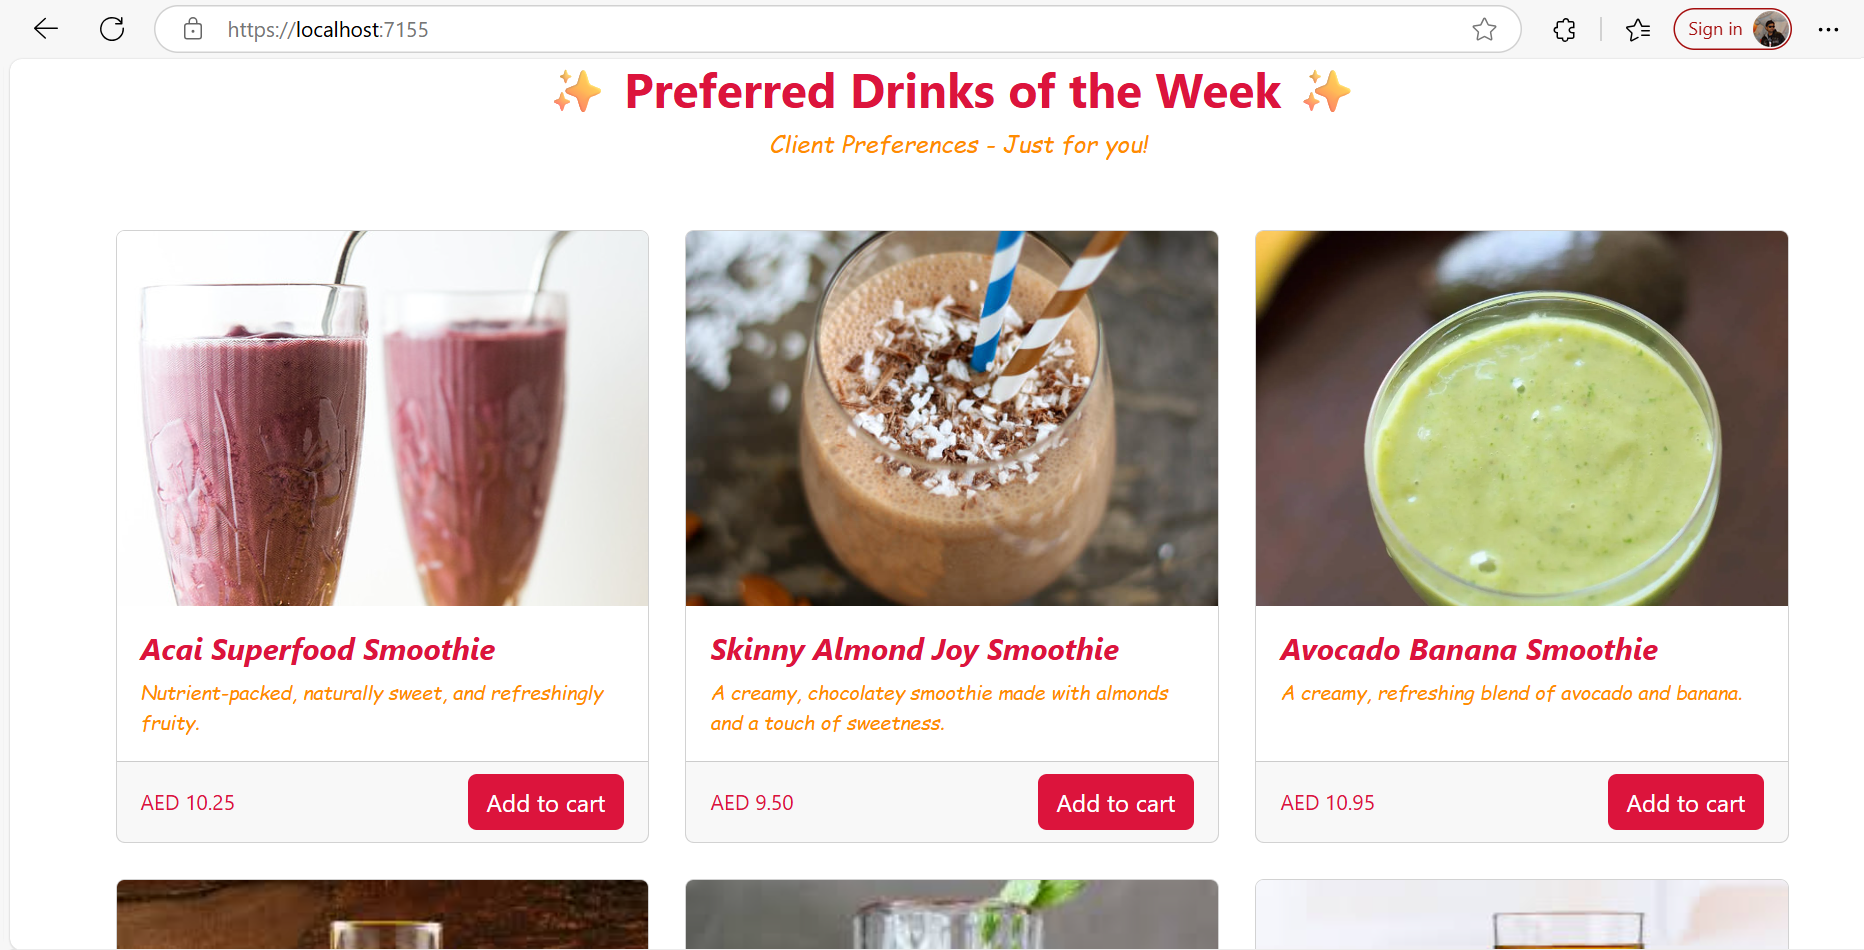 https://localhost:7155
Sign in
✨ Preferred Drinks of the Week ✨
Client Preferences - Just for you!
Acai Superfood Smoothie
Nutrient-packed, naturally sweet, and refreshingly
fruity.
AED 10.25
Add to cart
Skinny Almond Joy Smoothie
A creamy, chocolatey smoothie made with almonds
and a touch of sweetness.
AED 9.50
Add to cart
Avocado Banana Smoothie
A creamy, refreshing blend of avocado and banana.
AED 10.95
Add to cart